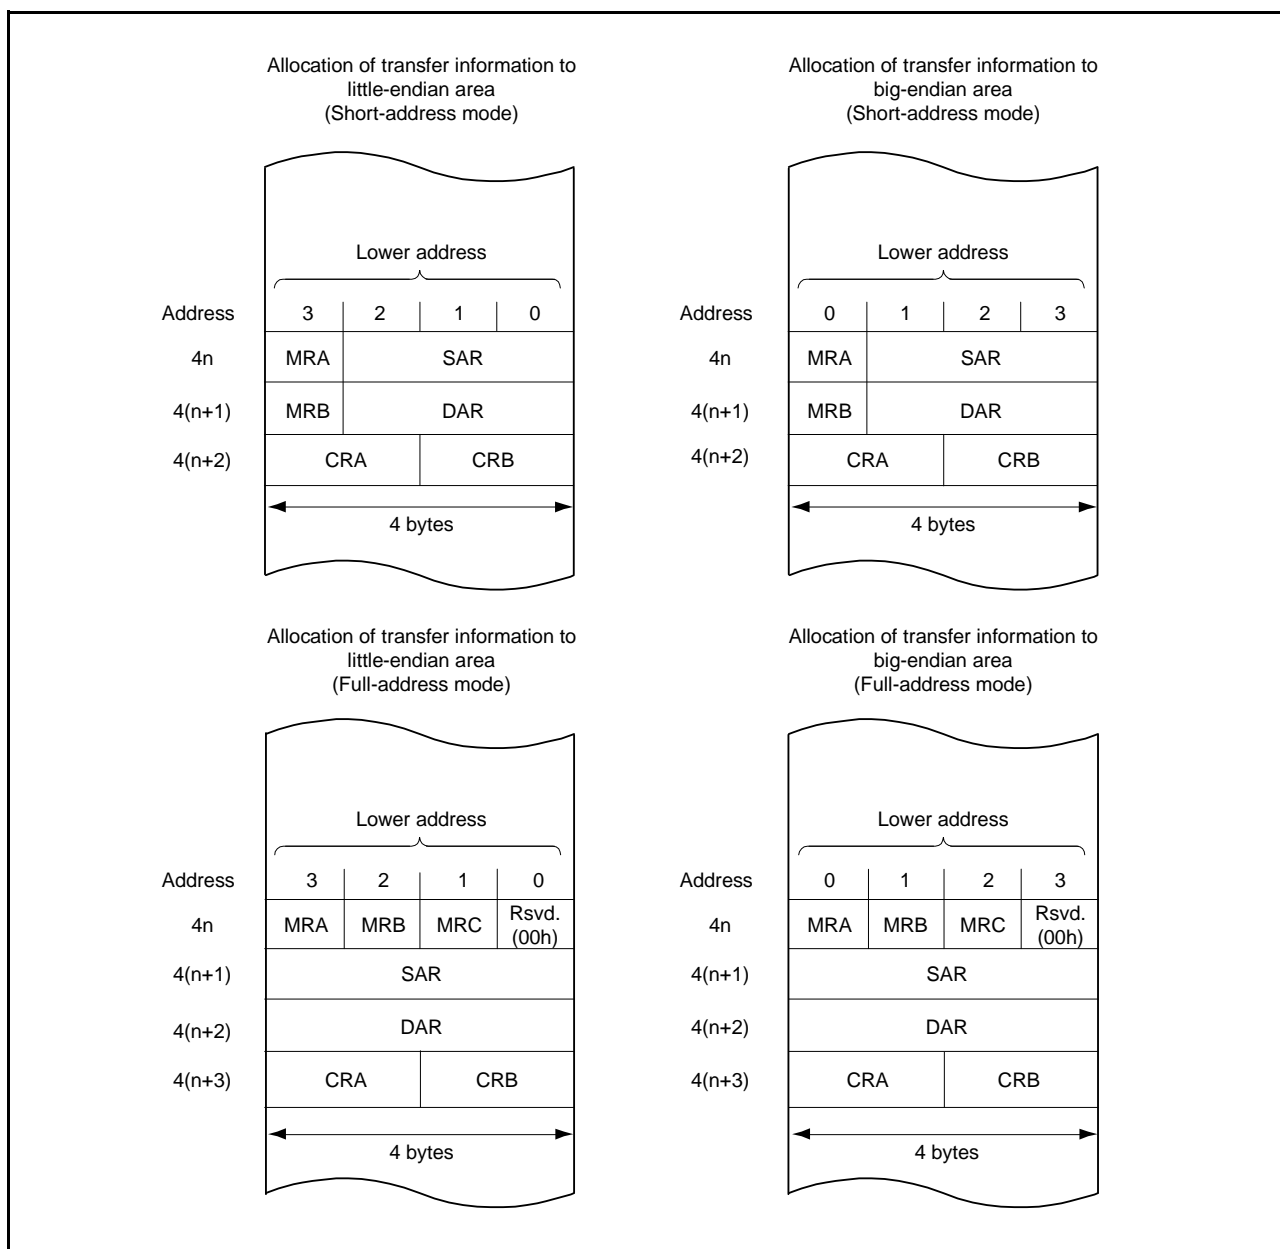 Allocation of transfer information to
little-endian area
(Short-address mode)
Lower address
Address 3 2 1 0
4n MRA SAR
4(n+1) MRB DAR
4(n+2) CRA CRB
4 bytes
Allocation of transfer information to
big-endian area
(Short-address mode)
Lower address
Address 0 1 2 3
4n MRA SAR
4(n+1) MRB DAR
4(n+2) CRA CRB
4 bytes
Allocation of transfer information to
little-endian area
(Full-address mode)
Lower address
Address 3 2 1 0
4n MRA MRB MRC Rsvd.
(00h)
4(n+1) SAR
4(n+2) DAR
4(n+3) CRA CRB
4 bytes
Allocation of transfer information to
big-endian area
(Full-address mode)
Lower address
Address 0 1 2 3
4n MRA MRB MRC Rsvd.
(00h)
4(n+1) SAR
4(n+2) DAR
4(n+3) CRA CRB
4 bytes